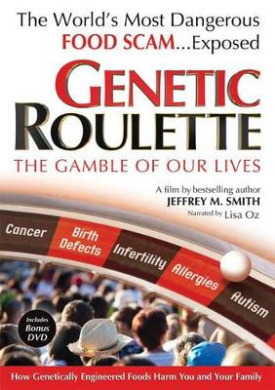 The World's Most Dangerous
FOOD SCAM...Exposed
GENETIC
ROULETTE
THE GAMBLE OF OUR LIVES
A film by bestselling author
JEFFREY M. SMITH
Narrated by Lisa Oz
Cancer
Birth
Defects
Infertility
Allergies
Autism
Includes
Bonus
DVD
How Genetically Engineered Foods Harm You and Your Family